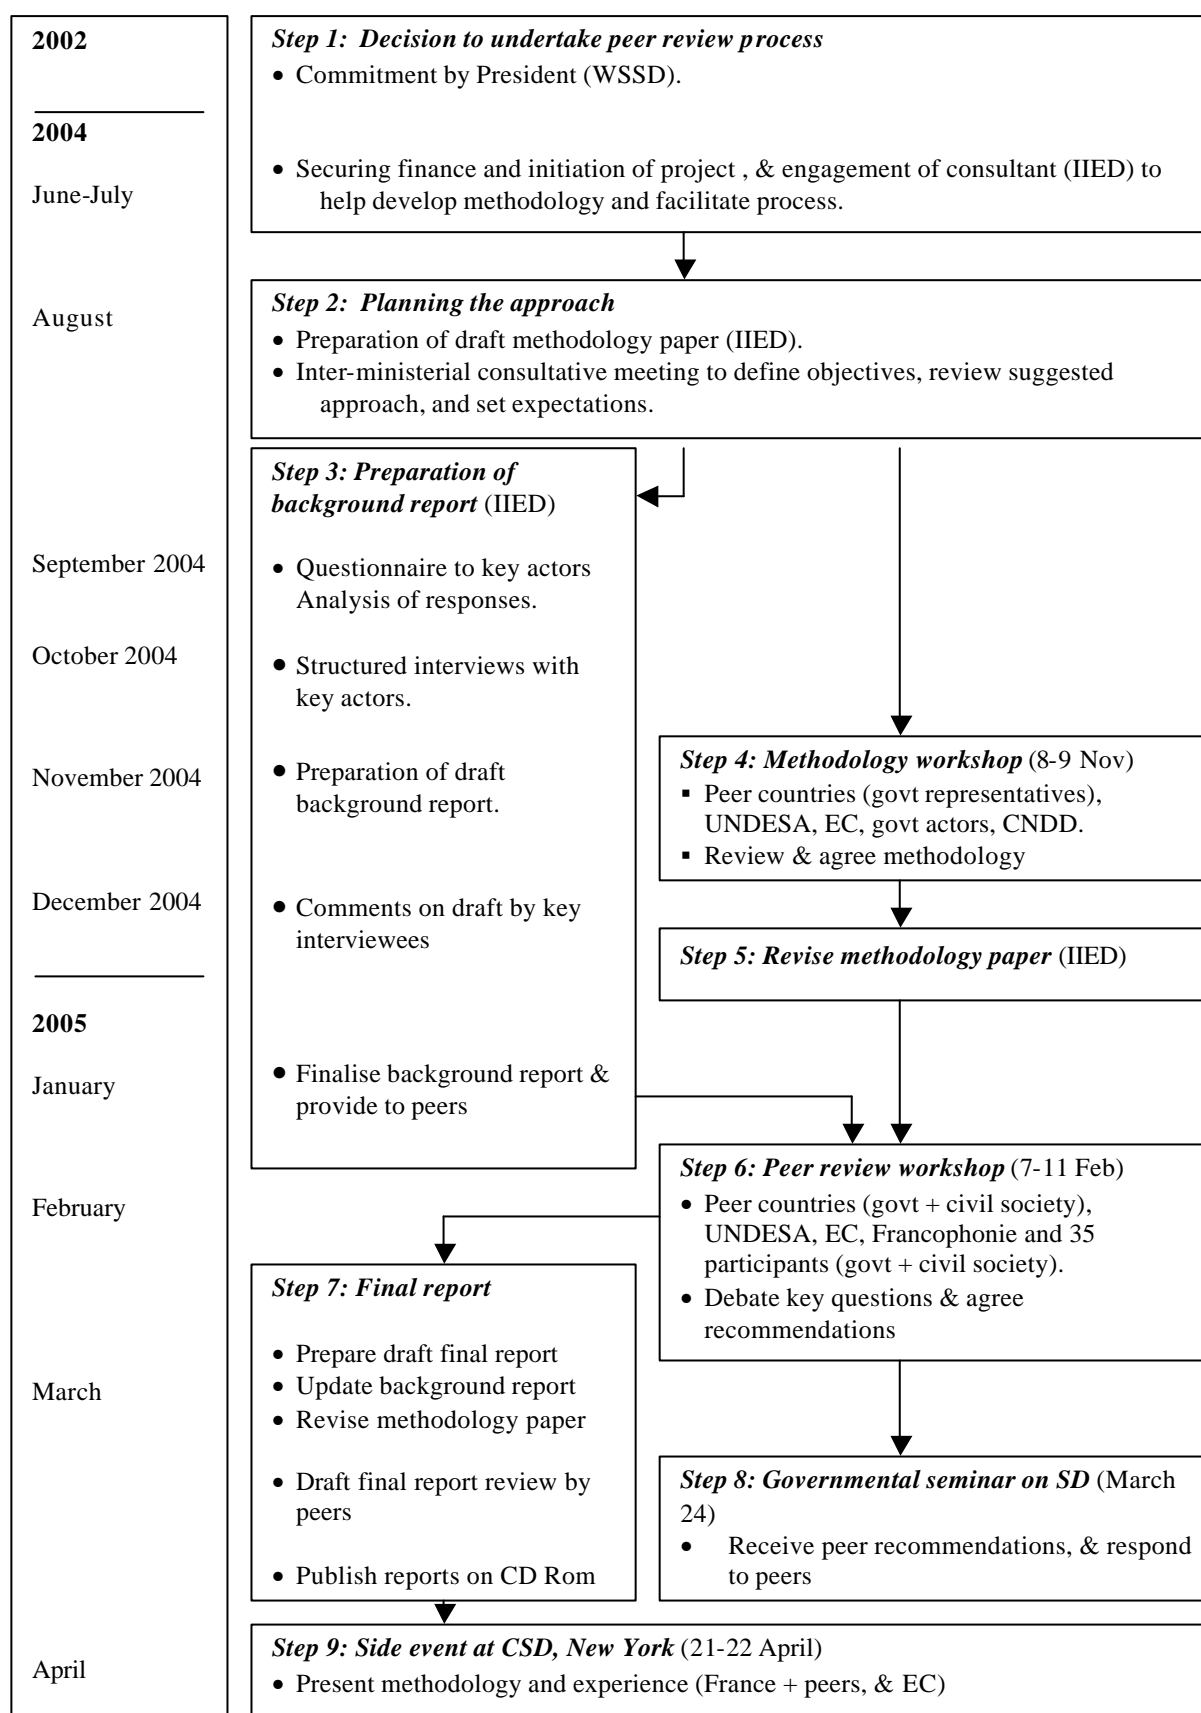 2002
Step 1:  Decision to undertake peer review process
• Commitment by President (WSSD).
2004
June-July
• Securing finance and initiation of project , & engagement of consultant (IIED) to
help develop methodology and facilitate process.
August
Step 2:  Planning the approach
• Preparation of draft methodology paper (IIED).
• Inter-ministerial consultative meeting to define objectives, review suggested
approach, and set expectations.
Step 3: Preparation of
background report (IIED)
September 2004
• Questionnaire to key actors
Analysis of responses.
October 2004
• Structured interviews with
key actors.
November 2004
• Preparation of draft
background report.
Step 4: Methodology workshop (8-9 Nov)
▪ Peer countries (govt representatives),
UNDESA, EC, govt actors, CNDD.
▪ Review & agree methodology
December 2004
• Comments on draft by key
interviewees
Step 5: Revise methodology paper (IIED)
2005
January
• Finalise background report &
provide to peers
Step 6: Peer review workshop (7-11 Feb)
• Peer countries (govt + civil society),
UNDESA, EC, Francophonie and 35
participants (govt + civil society).
• Debate key questions & agree
recommendations
February
Step 7: Final report
• Prepare draft final report
• Update background report
• Revise methodology paper
March
• Draft final report review by
peers
• Publish reports on CD Rom
Step 8: Governmental seminar on SD (March
24)
• Receive peer recommendations, & respond
to peers
April
Step 9: Side event at CSD, New York (21-22 April)
• Present methodology and experience (France + peers, & EC)